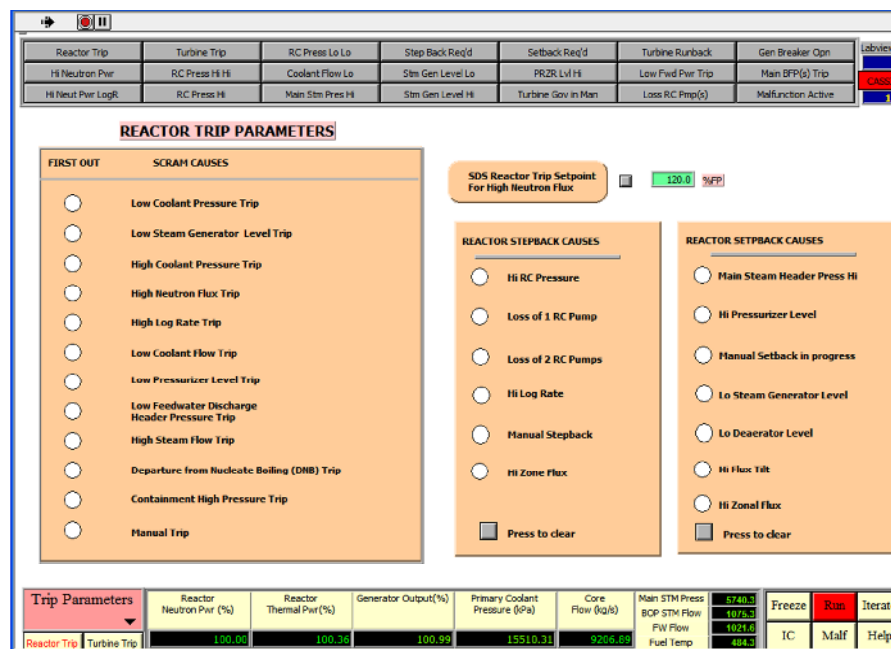 Reactor Trip Turbine Trip RC Press Lo Lo Step Back Req'd Setback Req'd Turbine Runback Gen Breaker Opn Labview
Hi Neutron Pwr RC Press Hi Hi Coolant Flow Lo Stm Gen Level Lo PRZR Lvl Hi Low Fwd Pwr Trip Main BFP(s) Trip
CASS
Hi Neut Pwr LogR RC Press Hi Main Stm Pres Hi Stm Gen Level Hi Turbine Gov in Man Loss RC Pmp(s) Malfunction Active 1
REACTOR TRIP PARAMETERS
FIRST OUT SCRAM CAUSES
Low Coolant Pressure Trip
Low Steam Generator Level Trip
High Coolant Pressure Trip
High Neutron Flux Trip
High Log Rate Trip
Low Coolant Flow Trip
Low Pressurizer Level Trip
Low Feedwater Discharge
Header Pressure Trip
High Steam Flow Trip
Departure from Nucleate Boiling (DNB) Trip
Containment High Pressure Trip
Manual Trip
SDS Reactor Trip Setpoint
For High Neutron Flux
120.0 %FP
REACTOR STEPBACK CAUSES
Hi RC Pressure
Loss of 1 RC Pump
Loss of 2 RC Pumps
Hi Log Rate
Manual Stepback
Hi Zone Flux
Press to clear
REACTOR SETPBACK CAUSES
Main Steam Header Press Hi
Hi Pressurizer Level
Manual Setback in progress
Lo Steam Generator Level
Lo Deaerator Level
Hi Flux Tilt
Hi Zonal Flux
Press to clear
Trip Parameters
Reactor Trip Turbine Trip
Reactor
Neutron Pwr (%)
100.00
Reactor
Thermal Pwr(%)
100.36
Generator Output(%)
100.99
Primary Coolant
Pressure (kPa)
15510.31
Core
Flow (kg/s)
9206.89
Main STM Press 5740.3
BOP STM Flow 1075.3
FW Flow 1021.6
Fuel Temp 484.3
Freeze Run Iterat
IC Malf Help